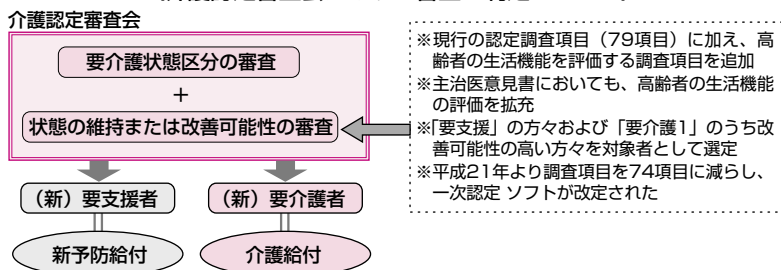 介護認定審査会
要介護状態区分の審査
+
状態の維持または改善可能性の審査
※現行の認定調査項目（79項目）に加え、高
齢者の生活機能を評価する調査項目を追加
※主治医意見書においても、高齢者の生活機能
の評価を拡充
※「要支援」の方々および「要介護1」のうち改
善可能性の高い方々を対象者として選定
※平成21年より調査項目を74項目に減らし、
一次認定 ソフトが改定された
（新）要支援者
（新）要介護者
新予防給付
介護給付